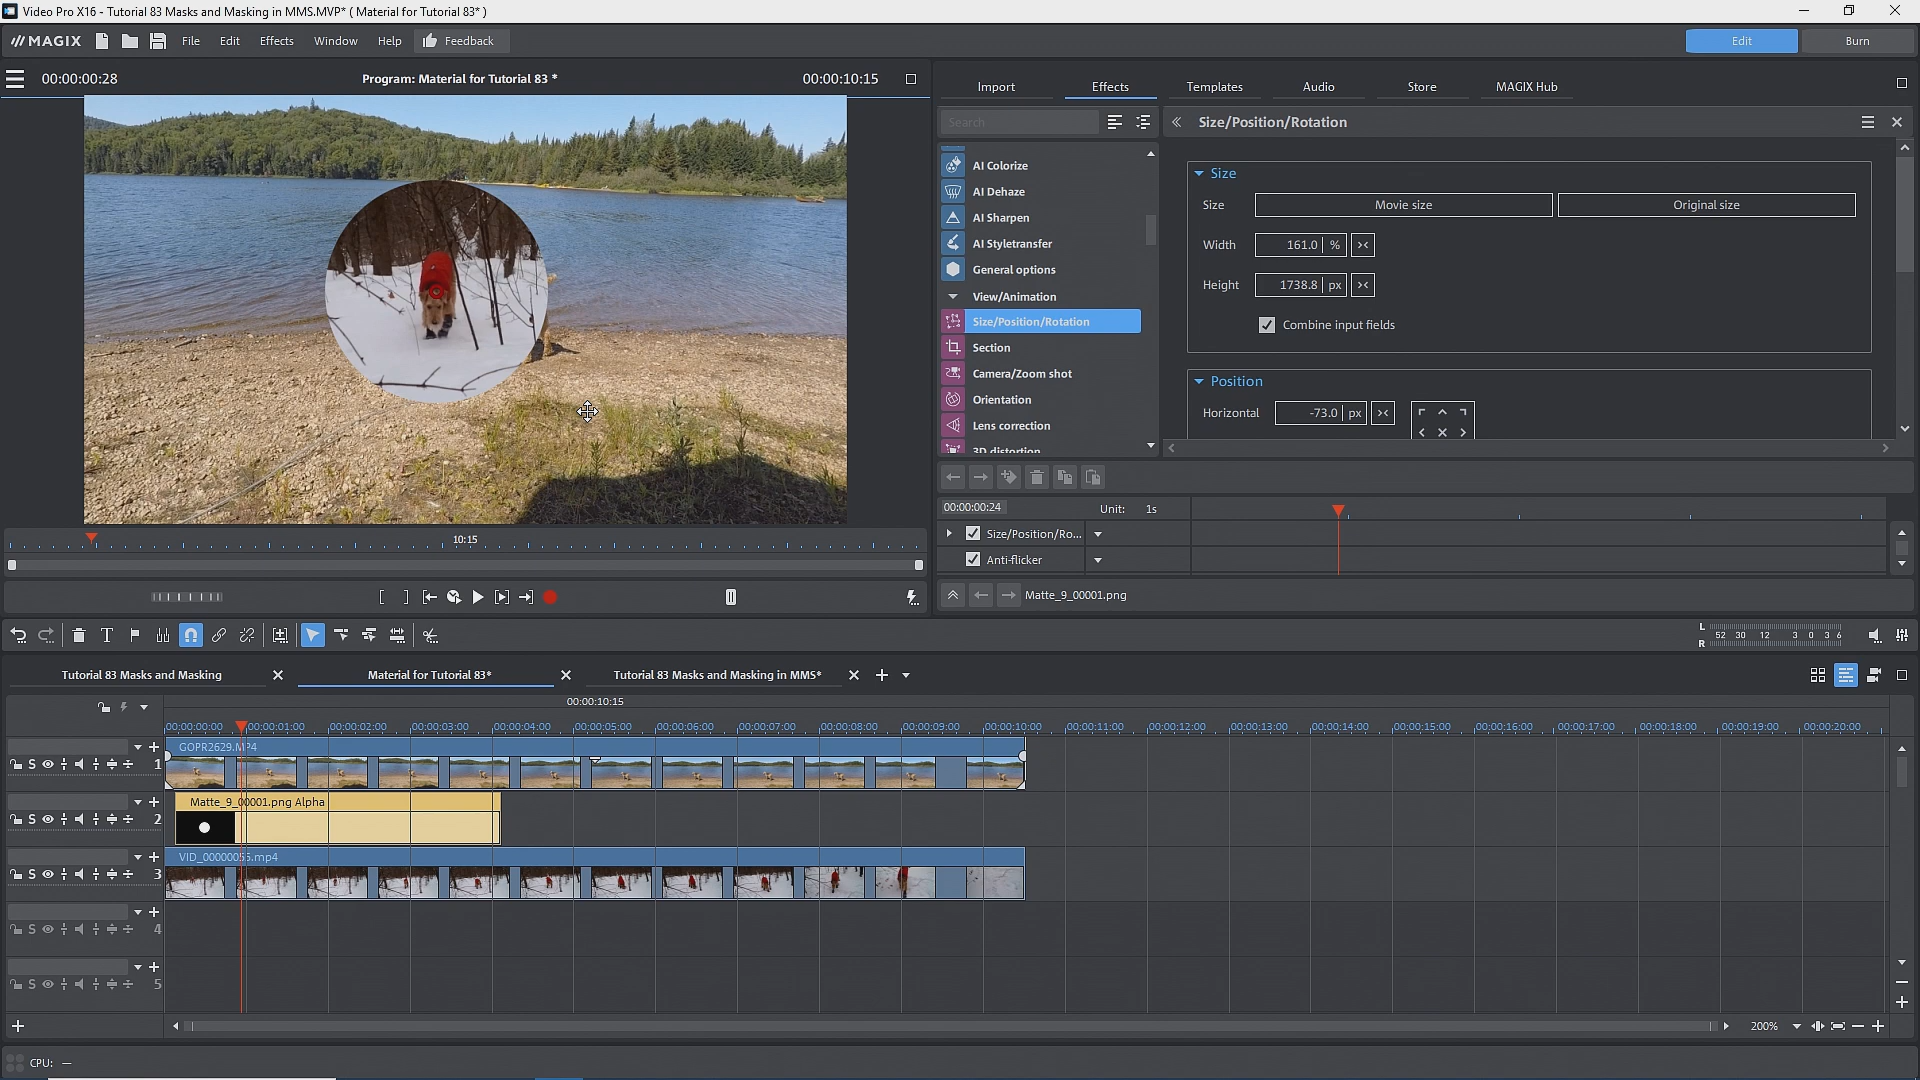 Video Pro X16 - Tutorial 83 Masks and Masking in MMS.MVP* ( Material for Tutorial 83* )
MAGIX
File
Edit
Effects
Window
Help
Feedback
Edit
Burn
00:00:00:28
Program: Material for Tutorial 83 *
00:00:10:15
Import
Effects
Templates
Audio
Store
MAGIX Hub
Search
Size/Position/Rotation
AI Colorize
AI Dehaze
AI Sharpen
AI Styletransfer
General options
View/Animation
Size/Position/Rotation
Section
Camera/Zoom shot
Orientation
Lens correction
3D distortion
Size
Size
Movie size
Original size
Width
161.0 %
Height
1738.8 px
Combine input fields
Position
Horizontal
-73.0 px
00:00:00:24
Unit: 1s
Size/Position/Ro...
Anti-flicker
Matte_9_00001.png
10:15
L
52 30 12 3 0 3 6
R
Tutorial 83 Masks and Masking
Material for Tutorial 83*
Tutorial 83 Masks and Masking in MMS*
00:00:10:15
00:00:00:00 00:00:01:00 00:00:02:00 00:00:03:00 00:00:04:00 00:00:05:00 00:00:06:00 00:00:07:00 00:00:08:00 00:00:09:00 00:00:10:00 00:00:11:00 00:00:12:00 00:00:13:00 00:00:14:00 00:00:15:00 00:00:16:00 00:00:17:00 00:00:18:00 00:00:19:00 00:00:20:00
GOPR2629.MP4
S 1
Matte_9_00001.png Alpha
S 2
VID_00000055.mp4
S 3
S 4
S 5
200%
CPU: —